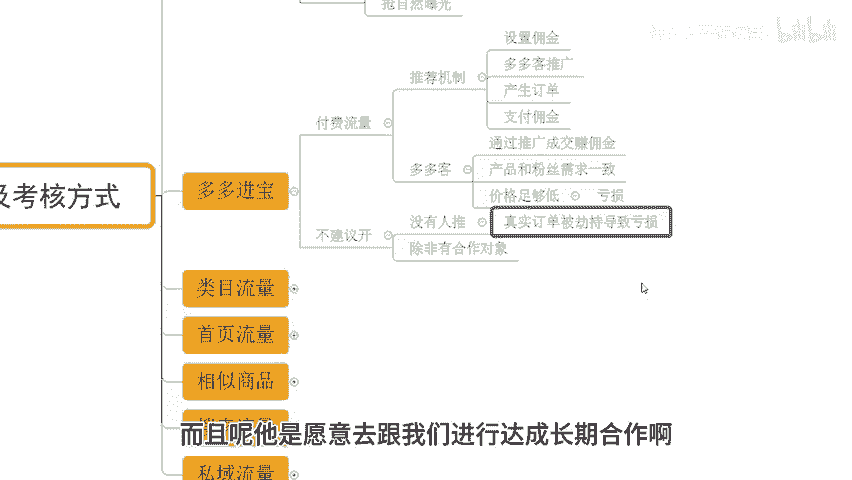 抢自然曝光
设置佣金
多多客推广
推荐机制
产生订单
付费流量
支付佣金
通过推广成交赚佣金
多多客
产品和粉丝需求一致
及考核方式
多多进宝
价格足够低
亏损
没有人推
真实订单被劫持导致亏损
不建议开
除非有合作对象
类目流量
首页流量
相似商品
而且呢他是愿意去跟我们进行达成长期合作啊
私域流量
bilibili